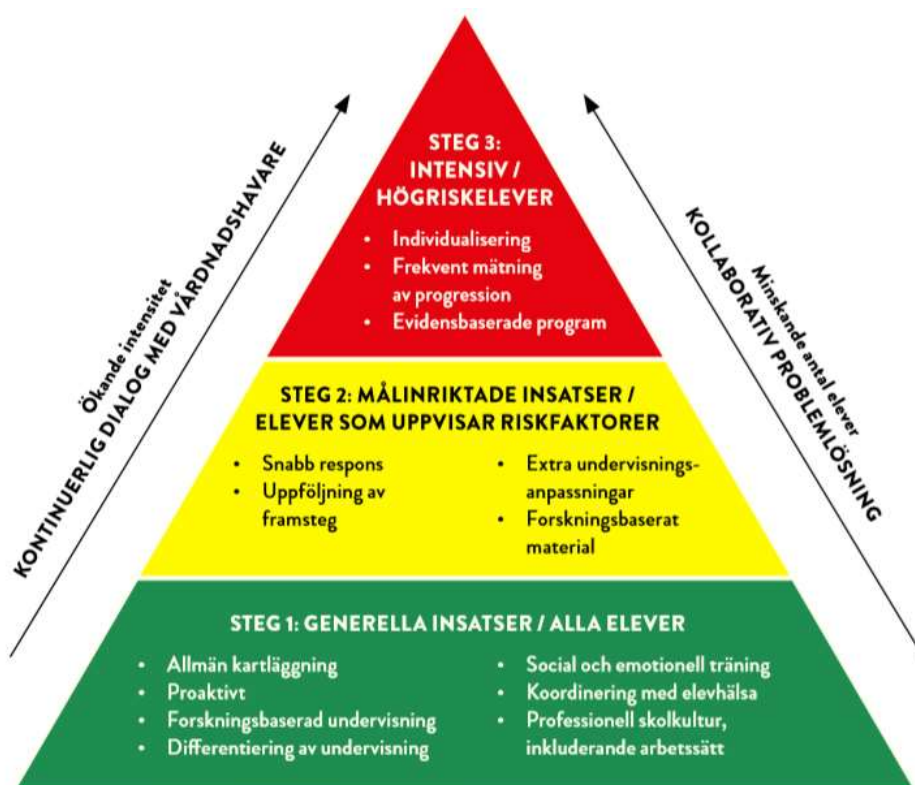 STEG 3:
INTENSIV /
HÖGRISKELEVER
• Individualisering
• Frekvent mätning
av progression
• Evidensbaserade program
Ökande intensitet
KONTINUERLIG DIALOG MED VÅRDNADSHAVARE
Minskande antal elever
KOLLABORATIV PROBLEMLÖSNING
STEG 2: MÅLINRIKTADE INSATSER /
ELEVER SOM UPPVISAR RISKFAKTORER
• Snabb respons
• Uppföljning av
framsteg
• Extra undervisnings-
anpassningar
• Forskningsbaserat
material
STEG 1: GENERELLA INSATSER / ALLA ELEVER
• Allmän kartläggning
• Proaktivt
• Forskningsbaserad undervisning
• Differentiering av undervisning
• Social och emotionell träning
• Koordinering med elevhälsa
• Professionell skolkultur,
inkluderande arbetssätt